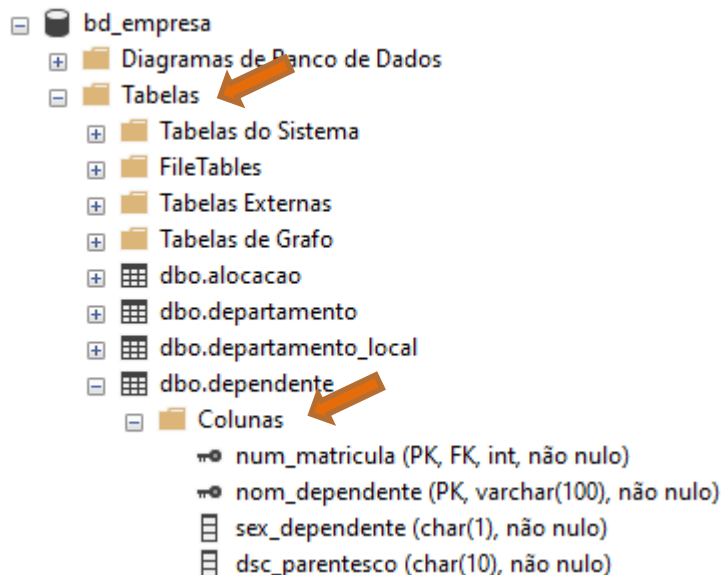 bd_empresa
Diagramas de Banco de Dados
Tabelas
Tabelas do Sistema
FileTables
Tabelas Externas
Tabelas de Grafo
dbo.alocacao
dbo.departamento
dbo.departamento_local
dbo.dependente
Colunas
num_matricula (PK, FK, int, não nulo)
nom_dependente (PK, varchar(100), não nulo)
sex_dependente (char(1), não nulo)
dsc_parentesco (char(10), não nulo)